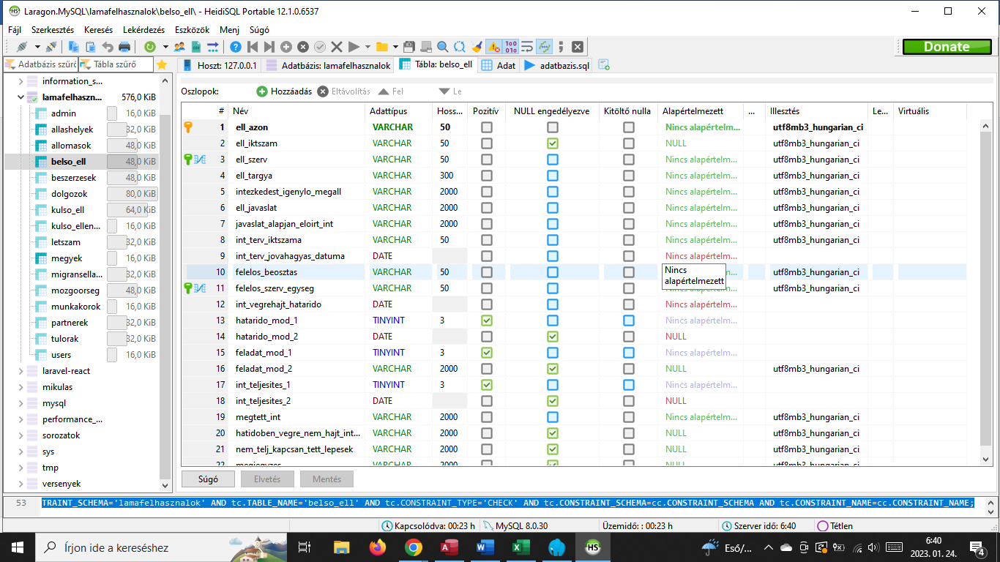 Laragon.MySQL\lamafelhasznalok\belso_ell\ - HeidiSQL Portable 12.1.0.6537
Fájl Szerkesztés Keresés Lekérdezés Eszközök Menj Súgó
Donate
Adatbázis szűrő Tábla szűrő Hoszt: 127.0.0.1 Adatbázis: lamafelhasznalok Tábla: belso_ell Adat adatbazis.sql
information_s...
lamafelhaszn... 576,0 KiB
admin 16,0 KiB
allashelyek 32,0 KiB
allomasok 48,0 KiB
belso_ell 48,0 KiB
beszerzesek 48,0 KiB
dolgozok 80,0 KiB
kulso_ell 64,0 KiB
kulso_ellen... 16,0 KiB
letszam 32,0 KiB
megyek 16,0 KiB
migransella... 32,0 KiB
mozgoorseg 48,0 KiB
munkakorok 16,0 KiB
partnerek 32,0 KiB
tulorak 32,0 KiB
users 16,0 KiB
laravel-react
mikulas
mysql
performance_...
sorozatok
sys
tmp
versenyek
Oszlopok: Hozzáadás Eltávolítás Fel Le
# Név Adattípus Hoss... Pozitív NULL engedélyezve Kitöltő nulla Alapértelmezett ... Illesztés Le... Virtuális
1 ell_azon VARCHAR 50 Nincs alapértelm... utf8mb3_hungarian_ci
2 ell_iktszam VARCHAR 50 NULL utf8mb3_hungarian_ci
3 ell_szerv VARCHAR 50 Nincs alapértelm... utf8mb3_hungarian_ci
4 ell_targya VARCHAR 300 Nincs alapértelm... utf8mb3_hungarian_ci
5 intezkedest_igenylo_megall VARCHAR 2000 Nincs alapértelm... utf8mb3_hungarian_ci
6 ell_javaslat VARCHAR 2000 Nincs alapértelm... utf8mb3_hungarian_ci
7 javaslat_alapjan_eloirt_int VARCHAR 2000 Nincs alapértelm... utf8mb3_hungarian_ci
8 int_terv_iktszama VARCHAR 50 Nincs alapértelm... utf8mb3_hungarian_ci
9 int_terv_jovahagyas_datuma DATE Nincs alapértelm...
10 felelos_beosztas VARCHAR 50 utf8mb3_hungarian_ci
Nincs
alapértelmezett
11 felelos_szerv_egyseg VARCHAR 50 Nincs alapértelm... utf8mb3_hungarian_ci
12 int_vegrehajt_hatarido DATE Nincs alapértelm...
13 hatarido_mod_1 TINYINT 3 Nincs alapértelm...
14 hatarido_mod_2 DATE NULL
15 feladat_mod_1 TINYINT 3 Nincs alapértelm...
16 feladat_mod_2 VARCHAR 2000 NULL utf8mb3_hungarian_ci
17 int_teljesites_1 TINYINT 3 Nincs alapértelm...
18 int_teljesites_2 DATE NULL
19 megtett_int VARCHAR 2000 Nincs alapértelm... utf8mb3_hungarian_ci
20 hatidoben_vegre_nem_hajt_int... VARCHAR 2000 NULL utf8mb3_hungarian_ci
21 nem_telj_kapcsan_tett_lepesek VARCHAR 2000 NULL utf8mb3_hungarian_ci
22 megjegyzes VARCHAR 2000 NULL utf8mb3_hungarian_ci
Súgó Elvetés Mentés
53 TRAINT_SCHEMA='lamafelhasznalok' AND tc.TABLE_NAME='belso_ell' AND tc.CONSTRAINT_TYPE='CHECK' AND tc.CONSTRAINT_SCHEMA=cc.CONSTRAINT_SCHEMA AND tc.CONSTRAINT_NAME=cc.CONSTRAINT_NAME;
Kapcsolódva: 00:23 h MySQL 8.0.30 Üzemidő: : 00:23 h Szerver idő: 6:40 Tétlen
Írjon ide a kereséshez
Eső/...
6:40
2023. 01. 24.
4